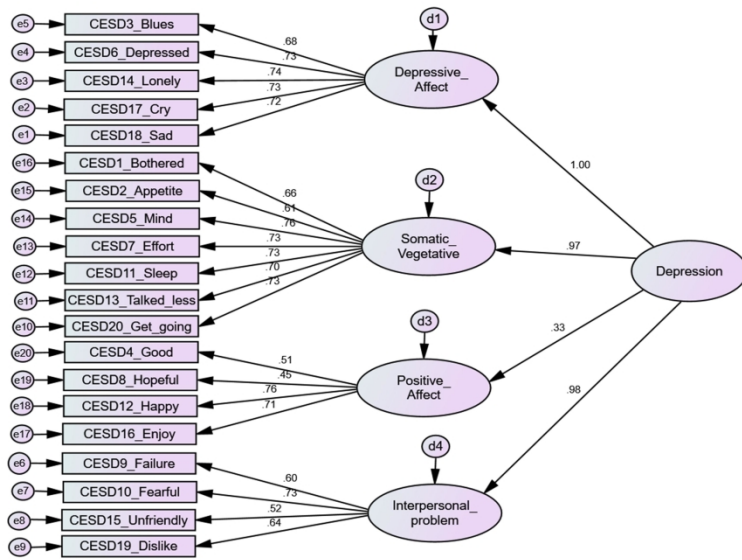 e5
CESD3_Blues
e4
CESD6_Depressed
e3
CESD14_Lonely
e2
CESD17_Cry
e1
CESD18_Sad
.68
.73
.74
.73
.72
d1
Depressive_
Affect
1.00
e16
CESD1_Bothered
e15
CESD2_Appetite
e14
CESD5_Mind
e13
CESD7_Effort
e12
CESD11_Sleep
e11
CESD13_Talked_less
e10
CESD20_Get_going
.66
.61
.76
.73
.73
.70
.73
d2
Somatic_
Vegetative
.97
Depression
e20
CESD4_Good
e19
CESD8_Hopeful
e18
CESD12_Happy
e17
CESD16_Enjoy
.51
.45
.76
.71
d3
Positive_
Affect
.33
e6
CESD9_Failure
e7
CESD10_Fearful
e8
CESD15_Unfriendly
e9
CESD19_Dislike
.60
.73
.52
.64
d4
Interpersonal_
problem
.98